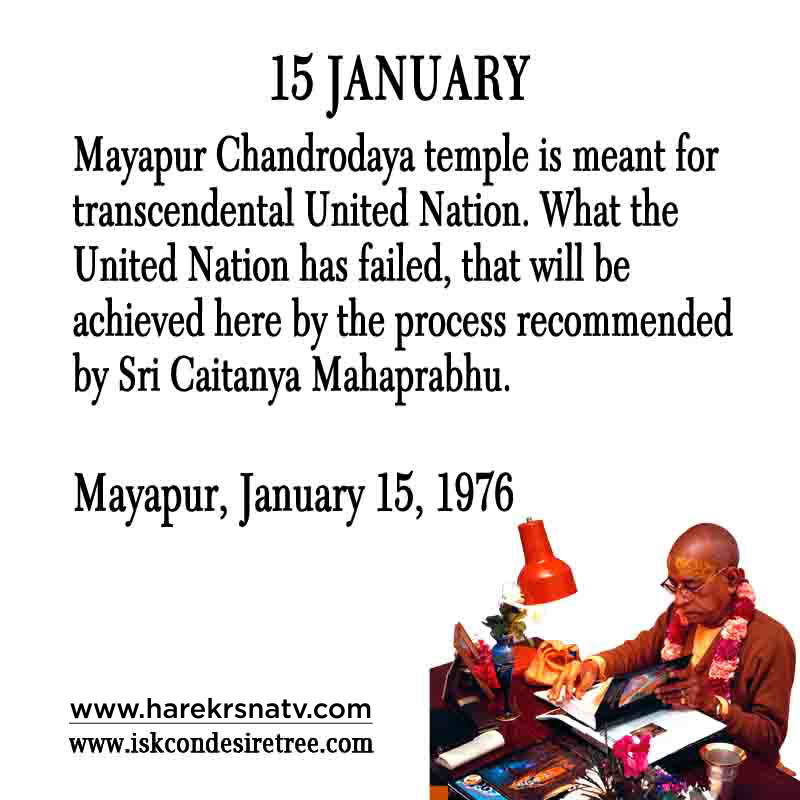 15 JANUARY
Mayapur Chandrodaya temple is meant for
transcendental United Nation. What the
United Nation has failed, that will be
achieved here by the process recommended
by Sri Caitanya Mahaprabhu.
Mayapur, January 15, 1976
www.harekrsnatv.com
www.iskcondesiretree.com